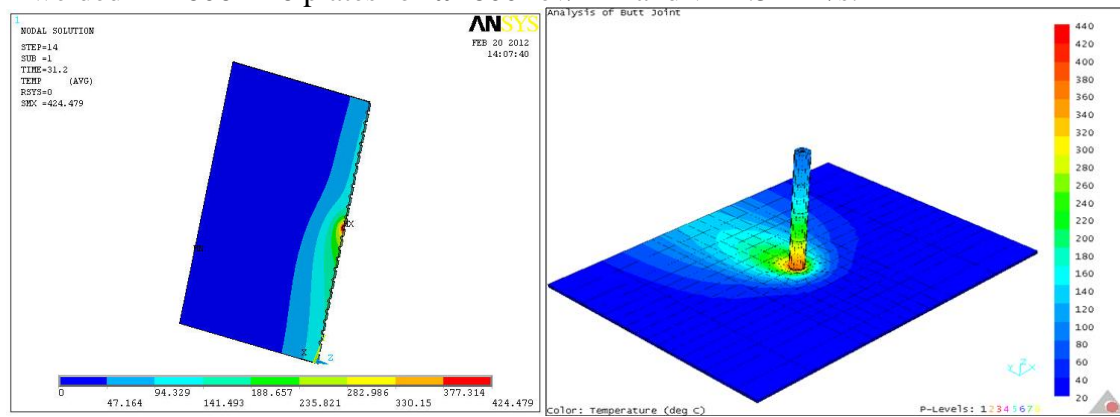 1
NODAL SOLUTION
STEP=14
SUB =1
TIME=31.2
TEMP (AVG)
RSYS=0
SMX =424.479
ANSYS
FEB 20 2012
14:07:40
MX
0 94.329 188.657 282.986 377.314
47.164 141.493 235.821 330.15 424.479
Analysis of Butt Joint
440
420
400
380
360
340
320
300
280
260
240
220
200
180
160
140
120
100
80
60
40
20
Color: Temperature (deg C)
P-Levels: 1 2 3 4 5 6 7 8